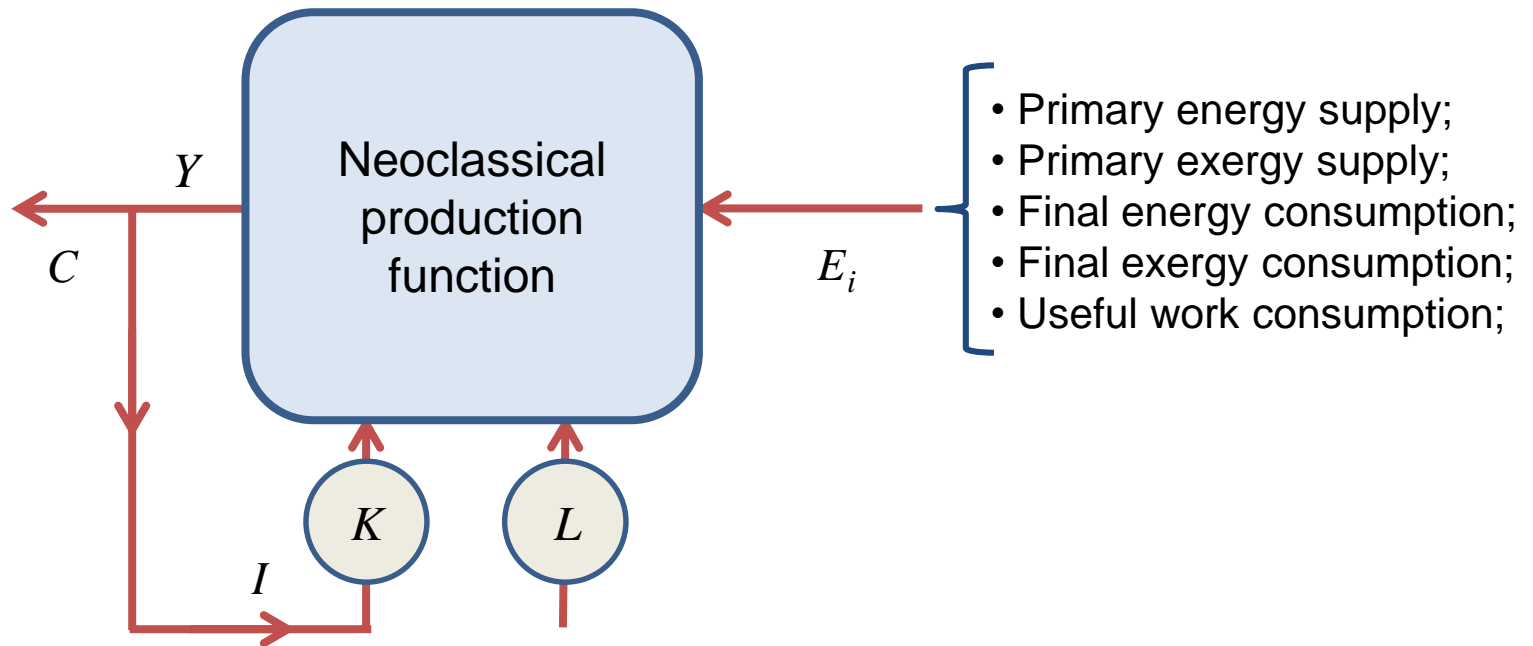 Y
C
Neoclassical
production
function
E_i
• Primary energy supply;
• Primary exergy supply;
• Final energy consumption;
• Final exergy consumption;
• Useful work consumption;
K
L
I